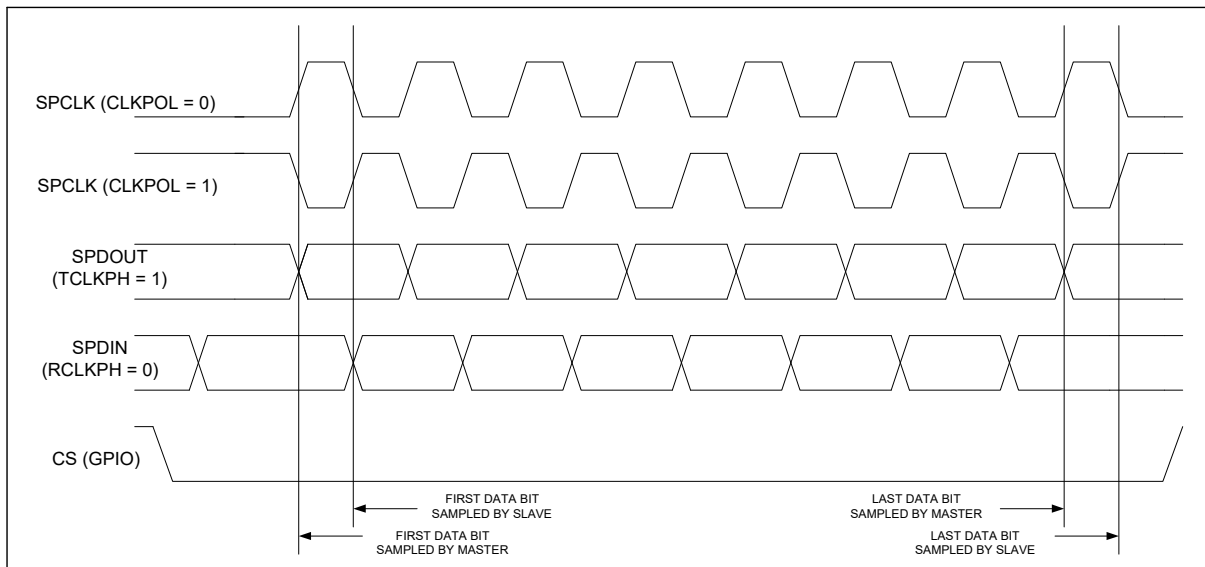 SPCLK (CLKPOL = 0)
SPCLK (CLKPOL = 1)
SPDOUT
(TCLKPH = 1)
SPDIN
(RCLKPH = 0)
CS (GPIO)
FIRST DATA BIT
SAMPLED BY SLAVE
LAST DATA BIT
SAMPLED BY MASTER
FIRST DATA BIT
SAMPLED BY MASTER
LAST DATA BIT
SAMPLED BY SLAVE